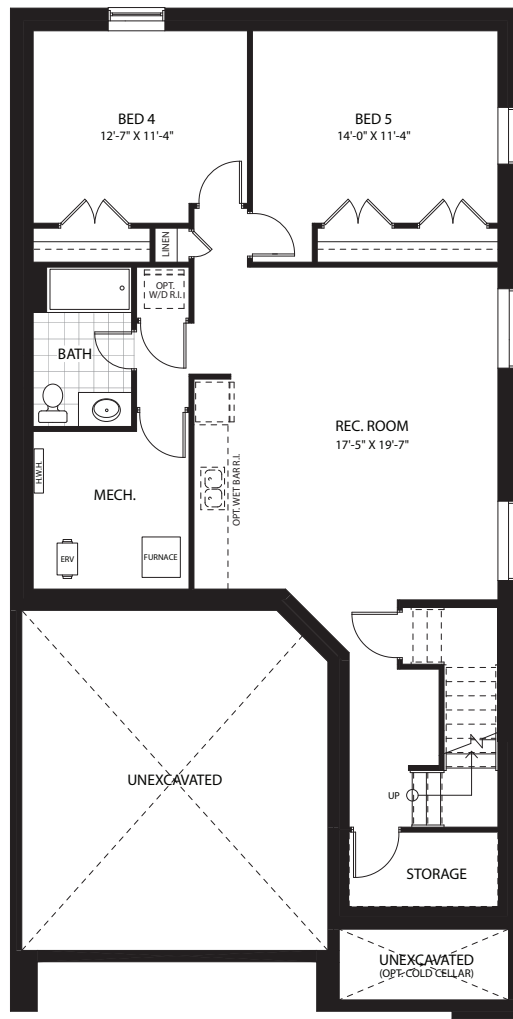 BED 4
12'-7" X 11'-4"
BED 5
14'-0" X 11'-4"
LINEN
OPT.
W/D R.I.
BATH
REC. ROOM
17'-5" X 19'-7"
OPT. WET BAR R.I.
H.W.H.
MECH.
ERV
FURNACE
UNEXCAVATED
UP
STORAGE
UNEXCAVATED
(OPT. COLD CELLAR)